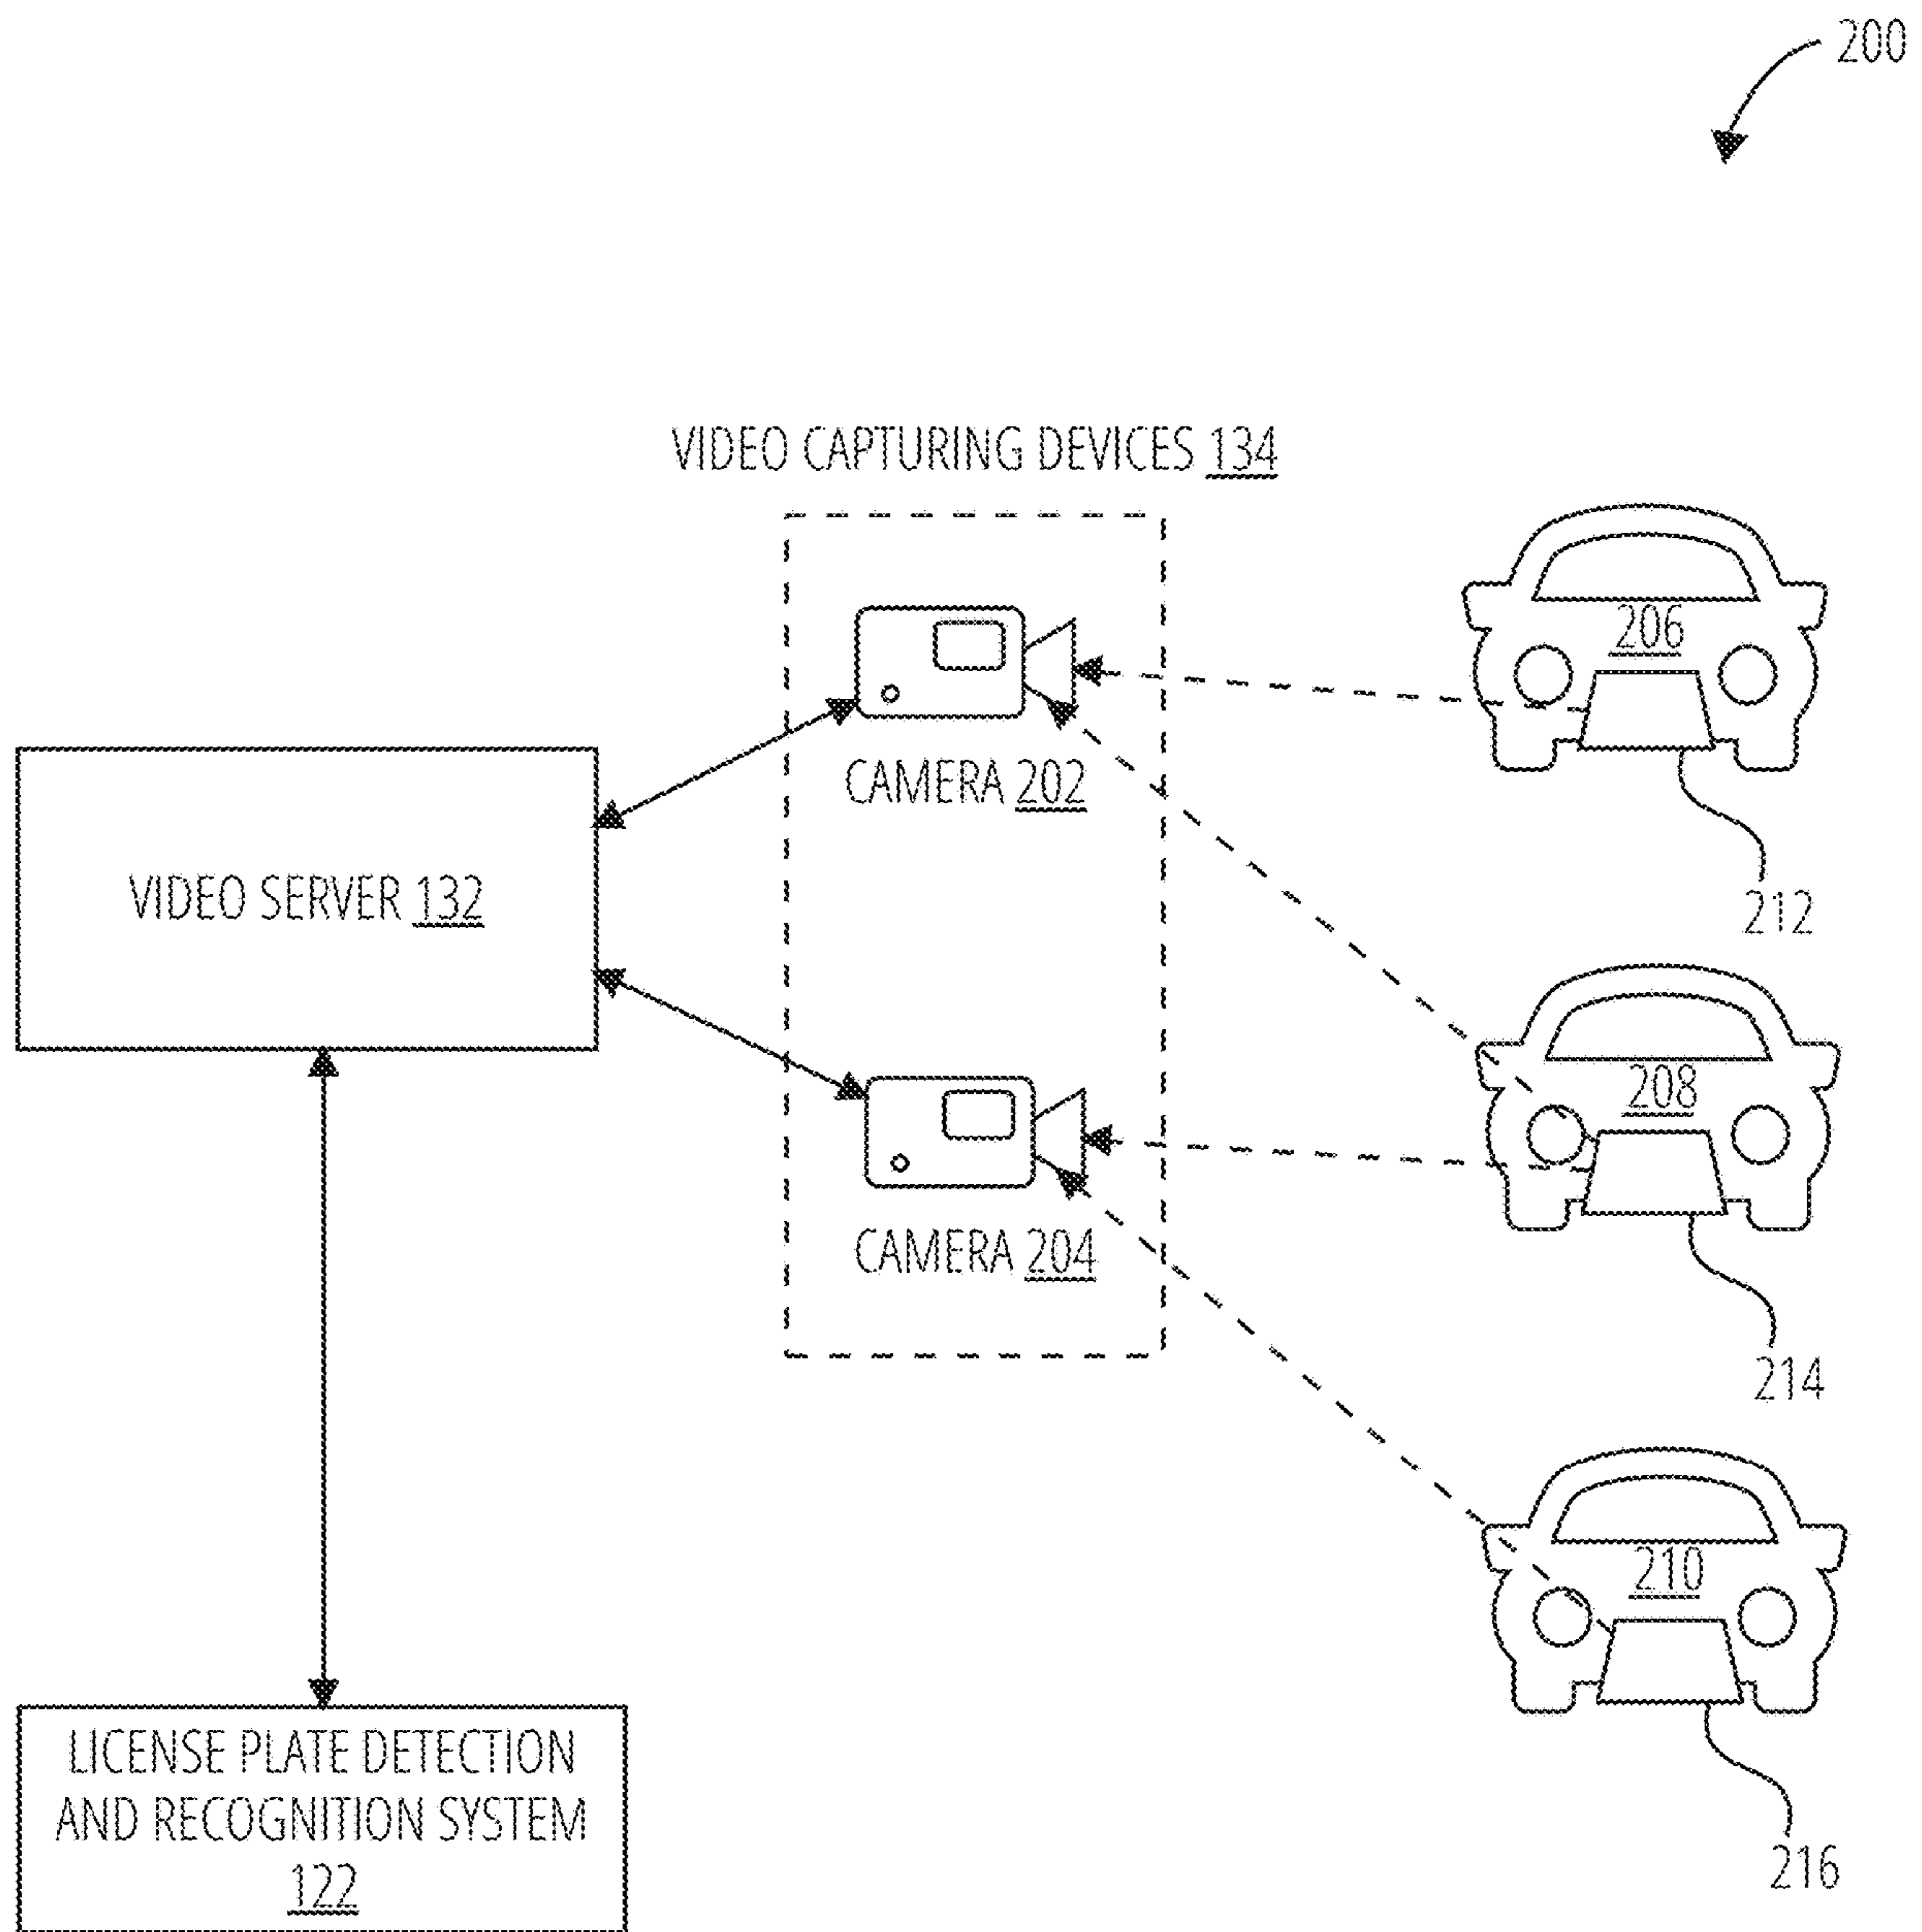 200
VIDEO CAPTURING DEVICES 134
206
CAMERA 202
VIDEO SERVER 132
212
208
CAMERA 204
214
210
LICENSE PLATE DETECTION
AND RECOGNITION SYSTEM
122
216